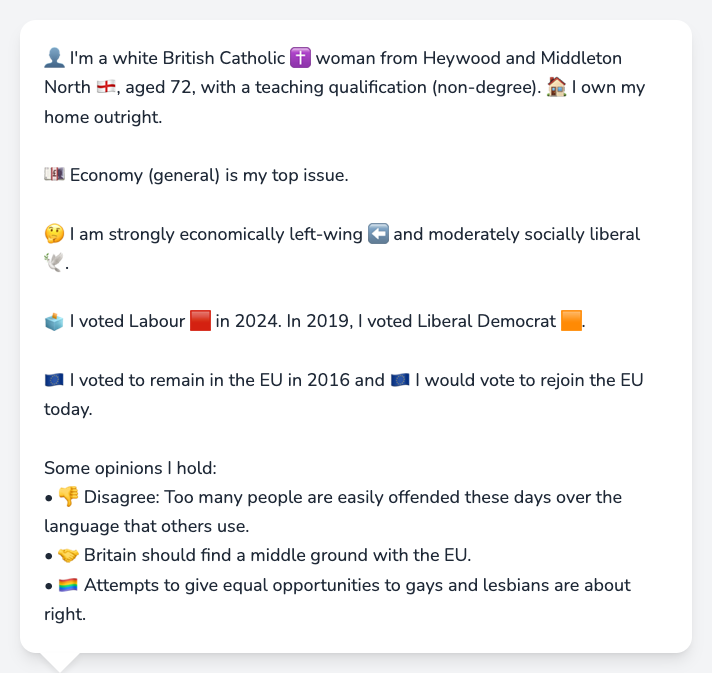 👤 I'm a white British Catholic ✝️ woman from Heywood and Middleton
North 🏴󠁧󠁢󠁥󠁮󠁧󠁿, aged 72, with a teaching qualification (non-degree). 🏠 I own my
home outright.
💷 Economy (general) is my top issue.
🤔 I am strongly economically left-wing ⬅️ and moderately socially liberal
🕊️.
🗳️ I voted Labour 🟥 in 2024. In 2019, I voted Liberal Democrat 🟧.
🇪🇺 I voted to remain in the EU in 2016 and 🇪🇺 I would vote to rejoin the EU
today.
Some opinions I hold:
• 👎 Disagree: Too many people are easily offended these days over the
language that others use.
• 🤝 Britain should find a middle ground with the EU.
• 🏳️‍🌈 Attempts to give equal opportunities to gays and lesbians are about
right.